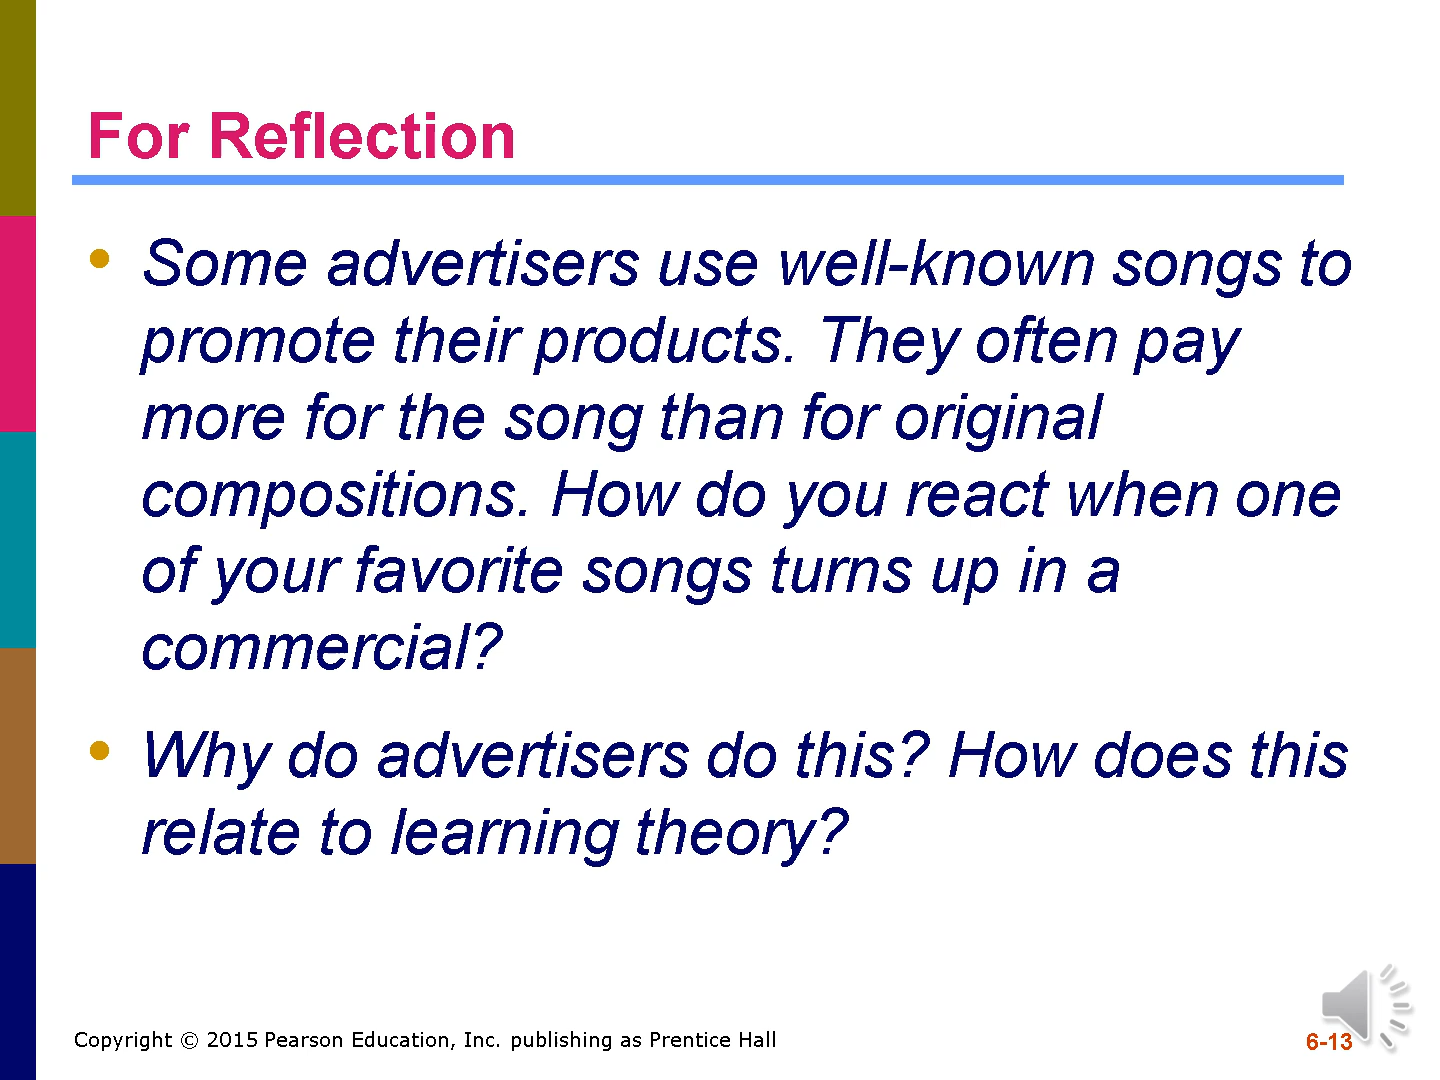 For Reflection
• Some advertisers use well-known songs to
promote their products. They often pay
more for the song than for original
compositions. How do you react when one
of your favorite songs turns up in a
commercial?
• Why do advertisers do this? How does this
relate to learning theory?
Copyright © 2015 Pearson Education, Inc. publishing as Prentice Hall
6-13